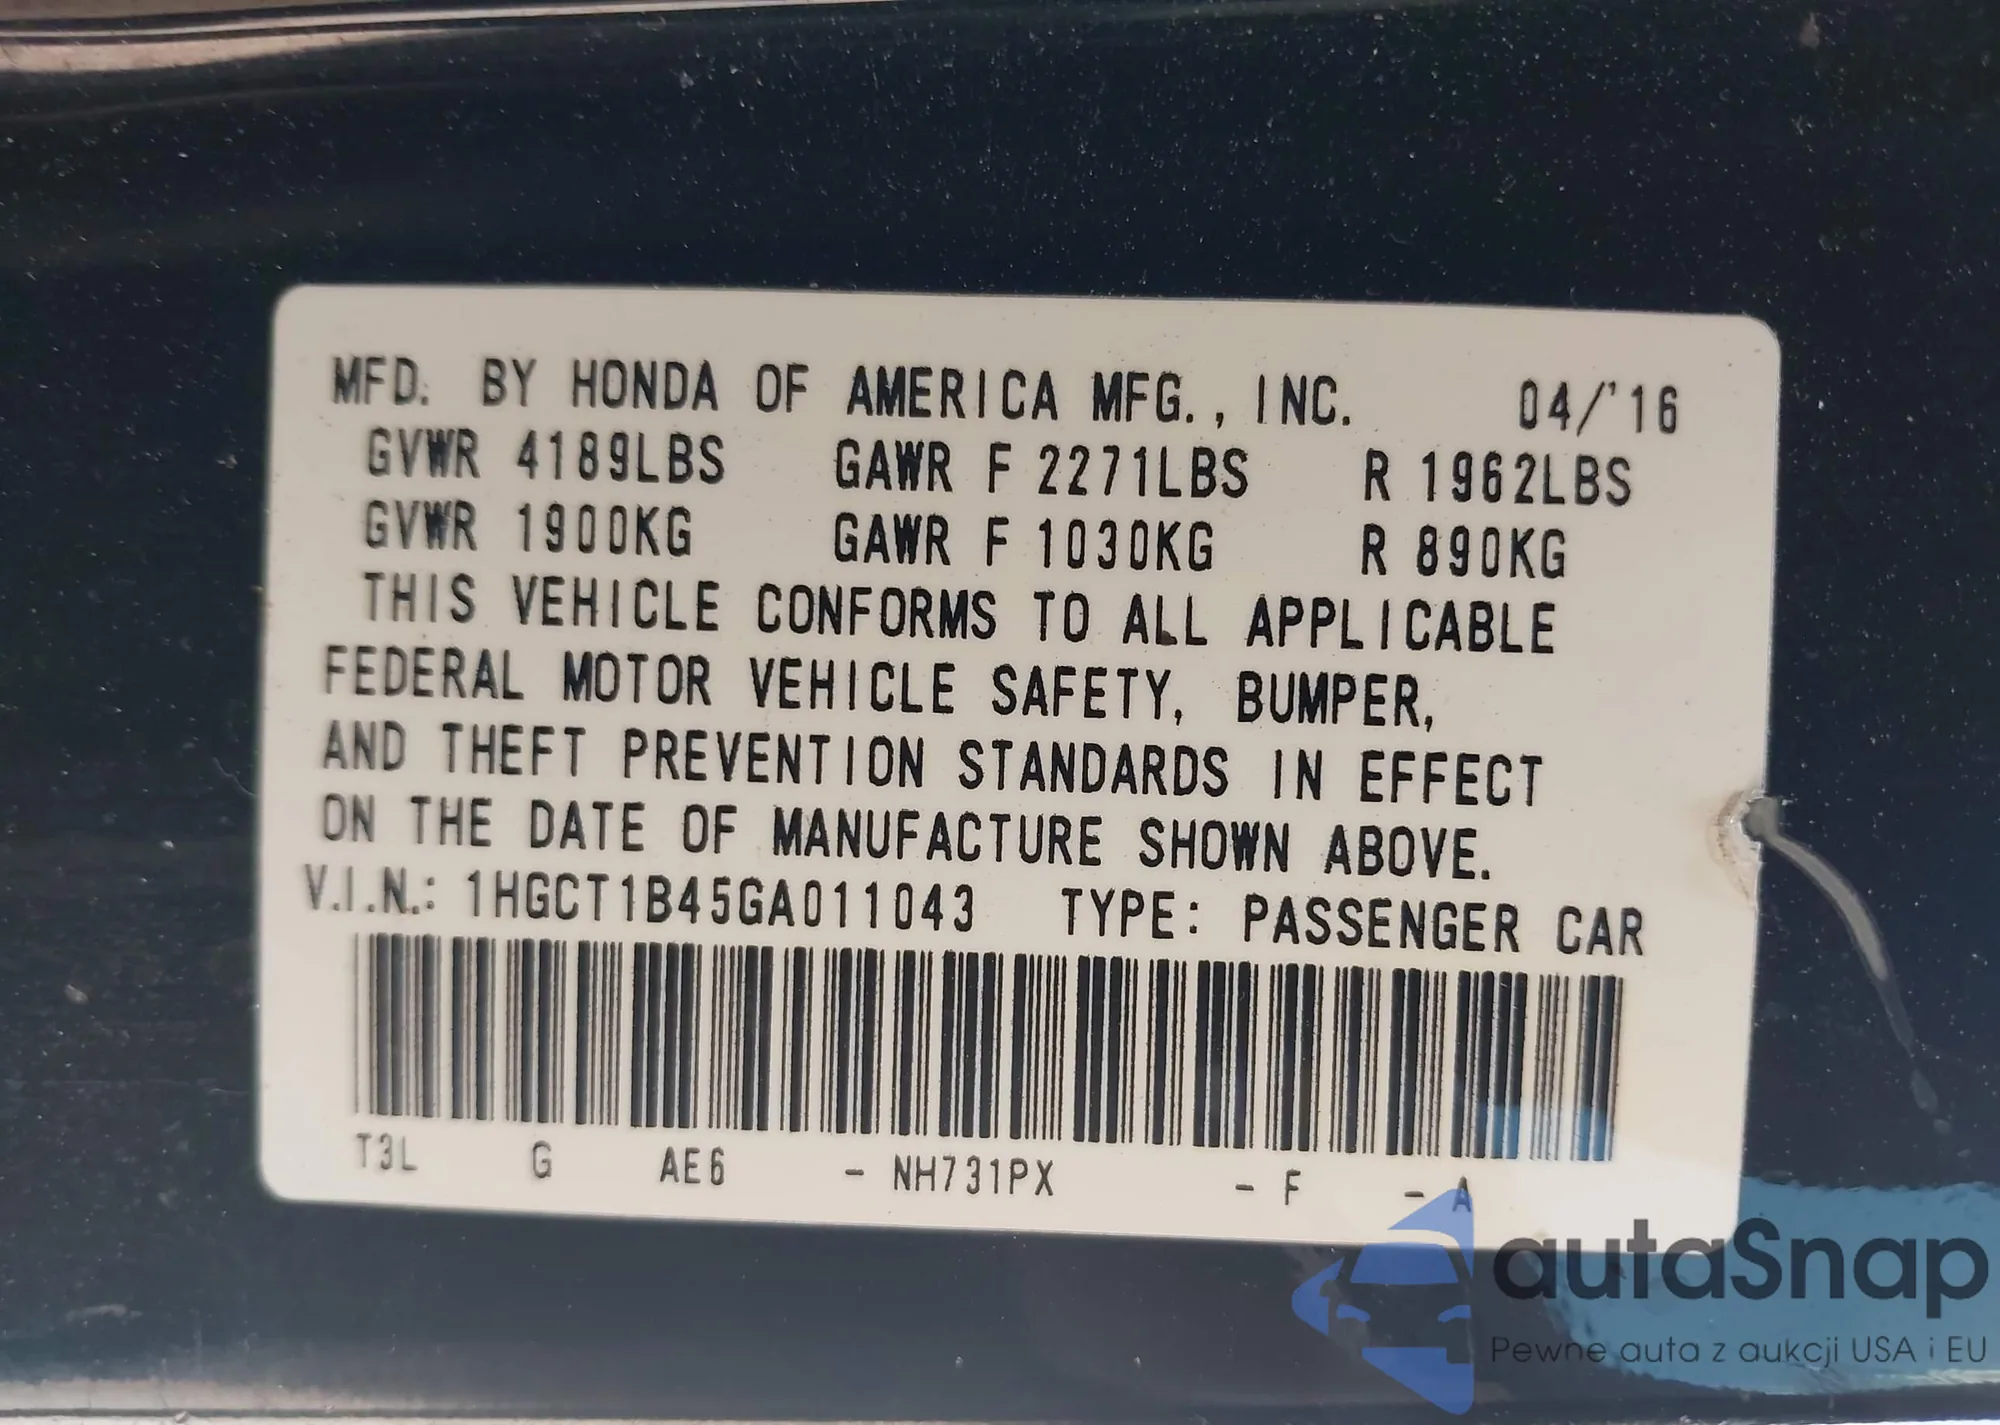 MFD. BY HONDA OF AMERICA MFG., INC. 04/'16
GVWR 4189LBS GAWR F 2271LBS R 1962LBS
GVWR 1900KG GAWR F 1030KG R 890KG
THIS VEHICLE CONFORMS TO ALL APPLICABLE
FEDERAL MOTOR VEHICLE SAFETY, BUMPER,
AND THEFT PREVENTION STANDARDS IN EFFECT
ON THE DATE OF MANUFACTURE SHOWN ABOVE.
V.I.N.: 1HGCT1B45GA011043 TYPE: PASSENGER CAR
T3L G AE6 - NH731PX - F - A
autaSnap
Pewne auta z aukcji USA i EU